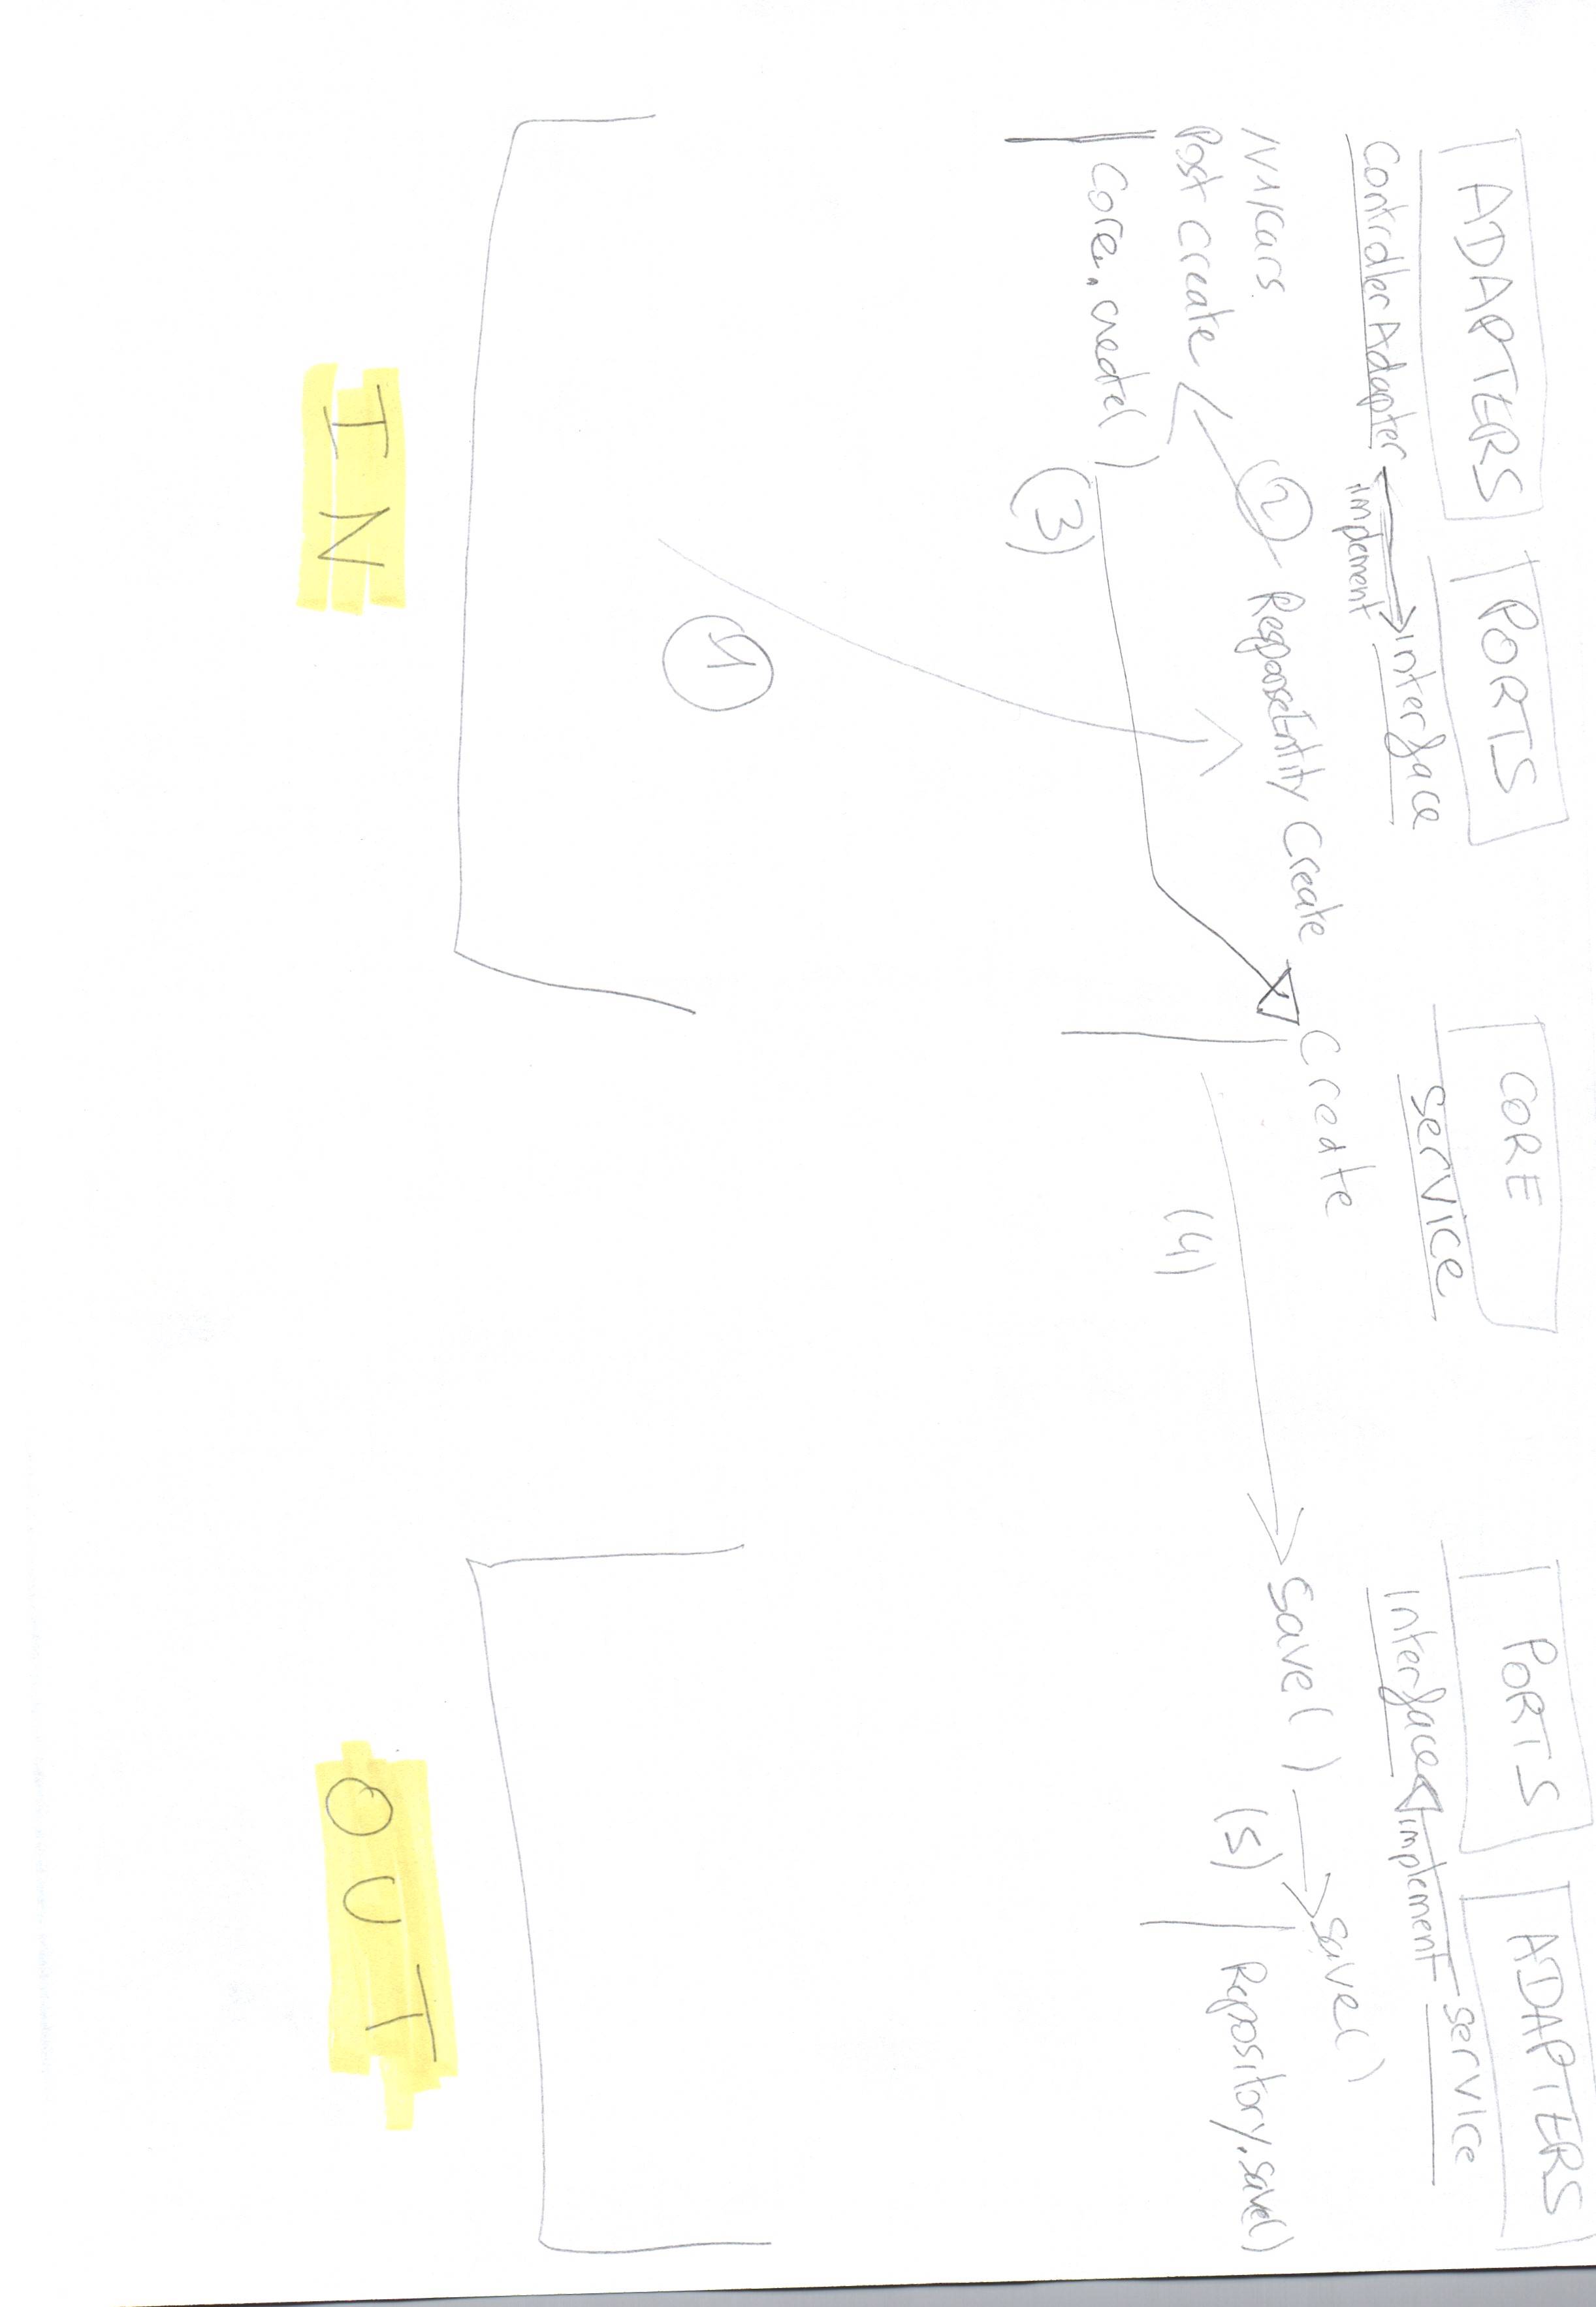 ADAPTERS
PORTS
CORE
PORTS
ADAPTERS
ControllerAdapter
implement
interface
service
Interface
implement
service
/V1/Cars
Post create
Core.create()
(2)
ResponseEntity Create
Create
Save()
save()
Repository.save()
(3)
(4)
(5)
1
IN
OUT